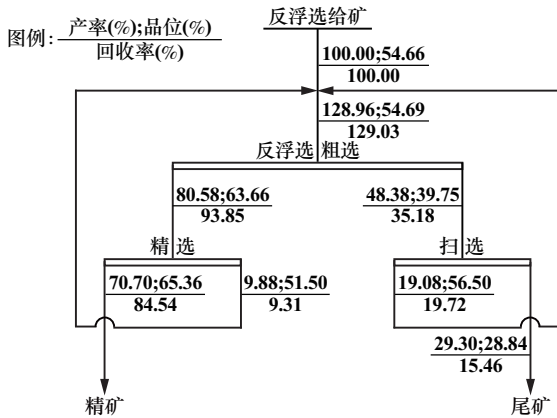 反浮选给矿
图例:
产率(%);品位(%)
回收率(%)
100.00;54.66
100.00
128.96;54.69
129.03
反浮选 粗选
80.58;63.66
93.85
48.38;39.75
35.18
精 选
扫 选
70.70;65.36
84.54
9.88;51.50
9.31
19.08;56.50
19.72
29.30;28.84
15.46
精矿
尾矿